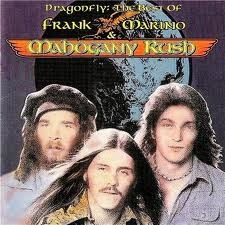 Dragonfly: The Best Of
Frank Marino
&
Mahogany Rush